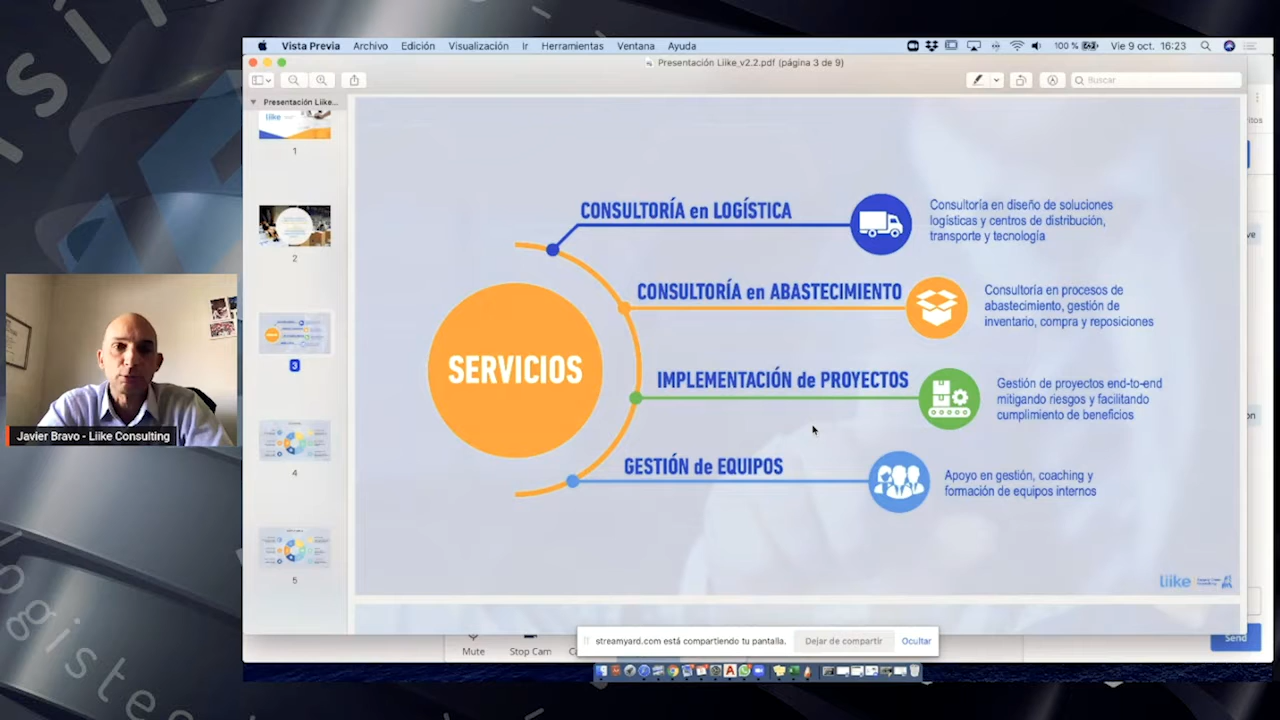 Vista Previa Archivo Edición Visualización Ir Herramientas Ventana Ayuda
100 % Vie 9 oct. 16:23
Presentación Liike_v2.2.pdf (página 3 de 9)
Buscar
Presentación Liike...
liike
1
2
3
4
5
SERVICIOS
CONSULTORÍA en LOGÍSTICA
Consultoría en diseño de soluciones
logísticas y centros de distribución,
transporte y tecnología
CONSULTORÍA en ABASTECIMIENTO
Consultoría en procesos de
abastecimiento, gestión de
inventario, compra y reposiciones
IMPLEMENTACIÓN de PROYECTOS
Gestión de proyectos end-to-end
mitigando riesgos y facilitando
cumplimiento de beneficios
GESTIÓN de EQUIPOS
Apoyo en gestión, coaching y
formación de equipos internos
liike
Javier Bravo - Liike Consulting
Mute Stop Cam
streamyard.com está compartiendo tu pantalla. Dejar de compartir Ocultar
Send